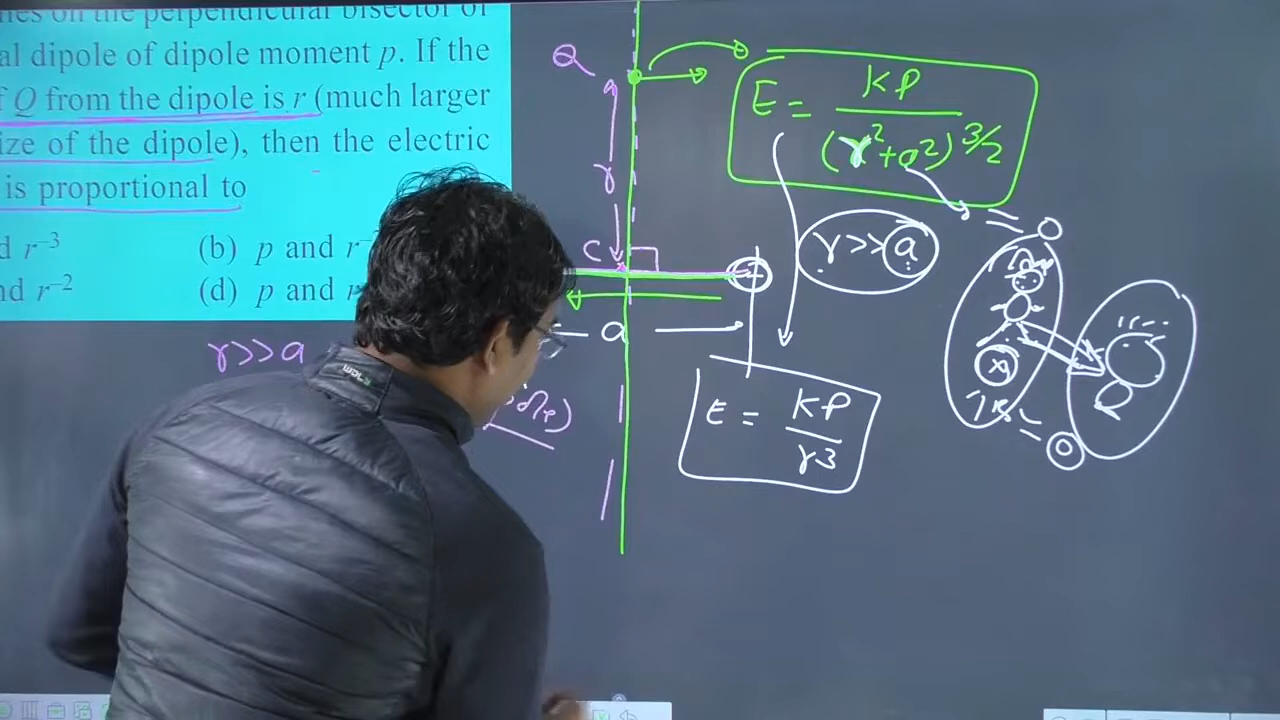 nes on the perpendicular bisector of
al dipole of dipole moment p. If the
f Q from the dipole is r (much larger
ize of the dipole), then the electric
is proportional to
d r⁻³ (b) p and r⁻
nd r⁻² (d) p and r
r>>a
Q
r
C
a
E = KP / (r²+a²)^3/2
r >> a
E = KP / r3